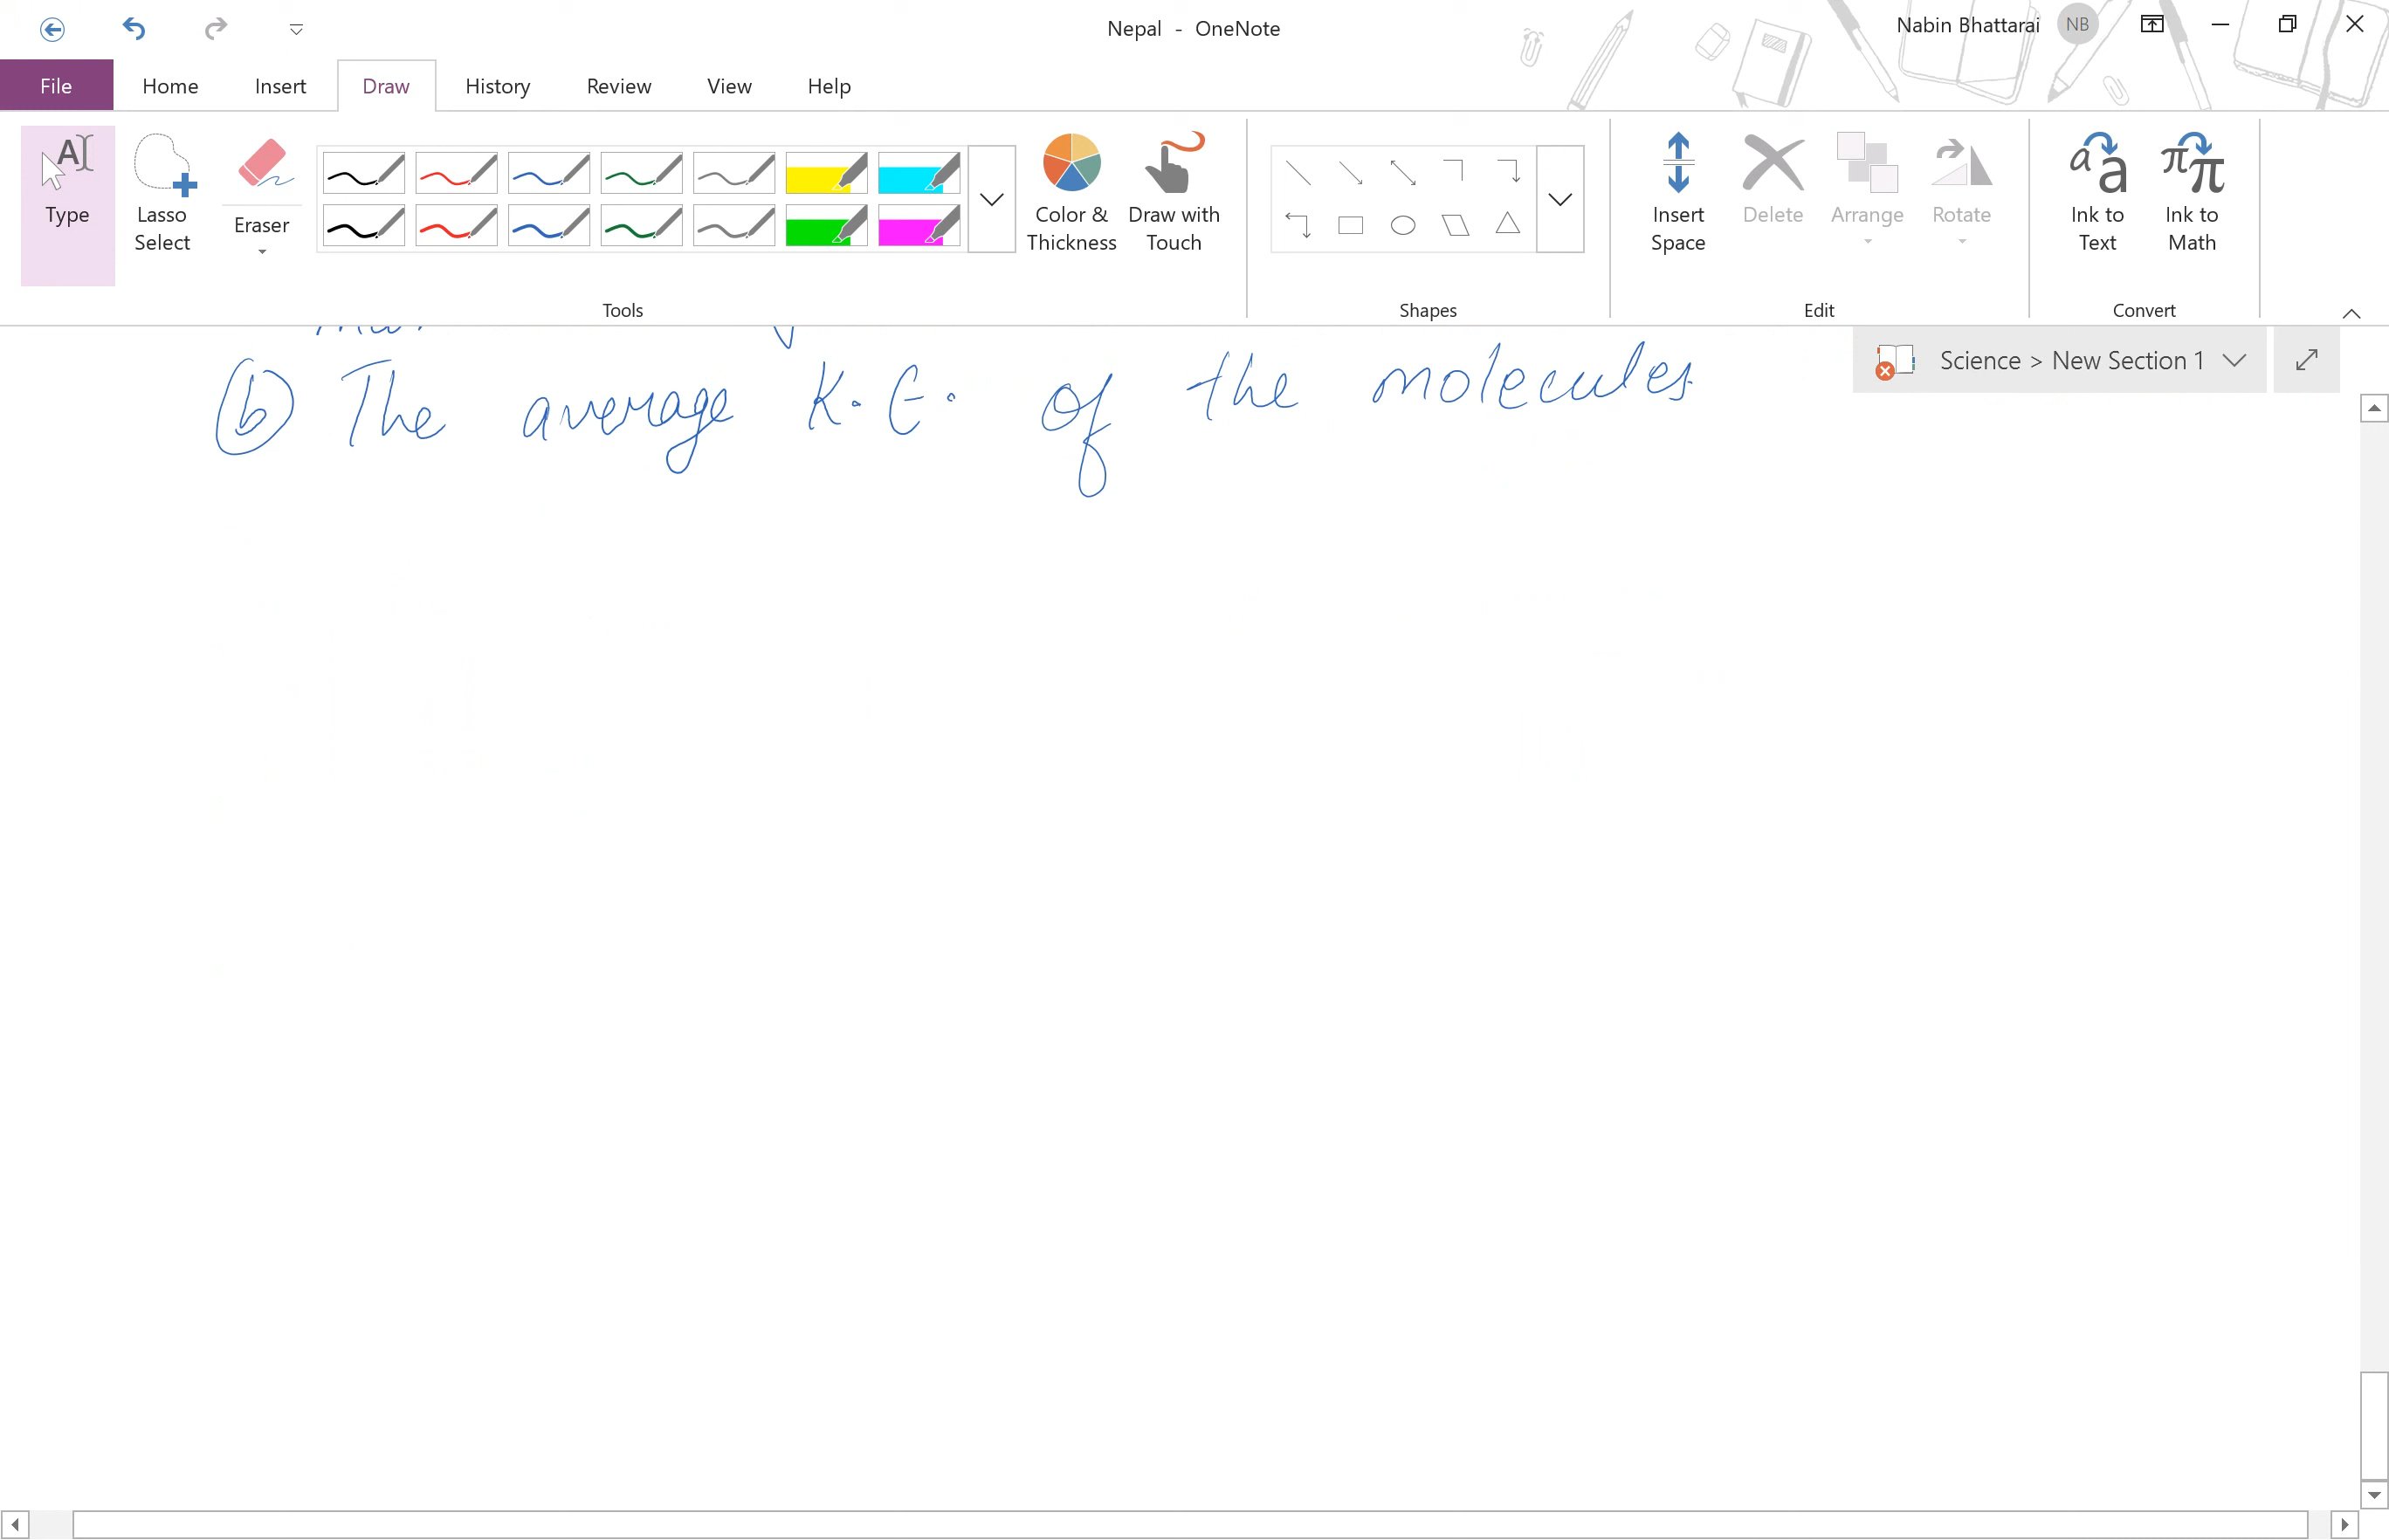 Nepal - OneNote
Nabin Bhattarai NB
File Home Insert Draw History Review View Help
Type
Lasso Select
Eraser
Color & Thickness
Draw with Touch
Insert Space
Delete
Arrange
Rotate
Ink to Text
Ink to Math
Tools Shapes Edit Convert
Science > New Section 1
(b) The average K.E. of the molecules